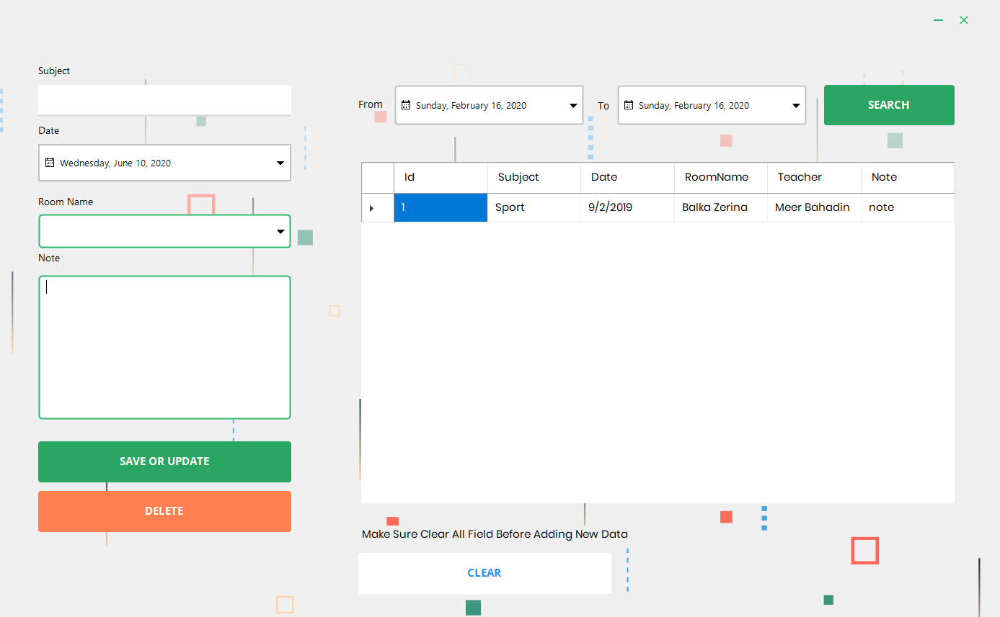 Subject
Date
Wednesday, June 10, 2020
Room Name
Note
SAVE OR UPDATE
DELETE
From Sunday, February 16, 2020 To Sunday, February 16, 2020 SEARCH
Id Subject Date RoomName Teacher Note
1 Sport 9/2/2019 Balka Zerina Meer Bahadin note
Make Sure Clear All Field Before Adding New Data
CLEAR